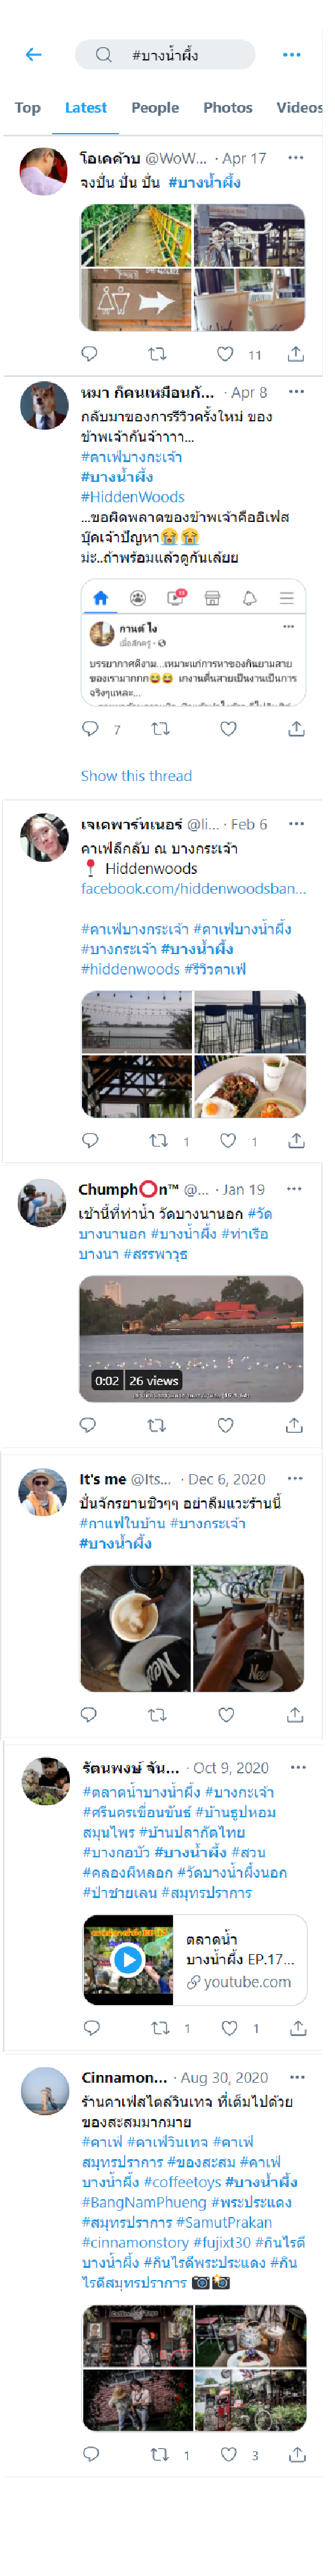 #บางน้ำผึ้ง
Top Latest People Photos Videos
โอเคค้าบ @WoW... · Apr 17
จงปั่น ปั่น ปั่น #บางน้ำผึ้ง
11
หมา ก็คนเหมือนกั... · Apr 8
กลับมาของการรีวิวครั้งใหม่ ของ
ข้าพเจ้ากันจ้าาาา...
#คาเฟ่บางกะเจ้า
#บางน้ำผึ้ง
#HiddenWoods
...ขอผิดพลาดของข้าพเจ้าคืออีเฟส
บุ๊คเจ้าปัญหา😭😭
ม่ะ..ถ้าพร้อมแล้วตูกันเล้ยย
กานต์ ไง
เมื่อสักครู่ ·
บรรยากาศดีงาม...เหมาะแก่การหาของกินยามสาย
ของเรามากกก😂😂 เกงานตื่นสายเป็นงานเป็นการ
จริงๆแหละ...
7
Show this thread
เจเดพาร์ทเนอร์ @li... · Feb 6
คาเฟ่ลึกลับ ณ บางกระเจ้า
📍 Hiddenwoods
facebook.com/hiddenwoodsban...
#คาเฟ่บางกระเจ้า #คาเฟ่บางน้ำผึ้ง
#บางกระเจ้า #บางน้ำผึ้ง
#hiddenwoods #รีวิวคาเฟ่
1 1
Chumph⭕n™ @... · Jan 19
เช้านี้ที่ท่าน้ำ วัดบางนานอก #วัด
บางนานอก #บางน้ำผึ้ง #ท่าเรือ
บางนา #สรรพาวุธ
0:02 26 views
It's me @Its... · Dec 6, 2020
ปั่นจักรยานชิวๆๆ อย่าลืมแวะร้านนี้
#กาแฟในบ้าน #บางกระเจ้า
#บางน้ำผึ้ง
รัตนพงษ์ จัน... · Oct 9, 2020
#ตลาดน้ำบางน้ำผึ้ง #บางกะเจ้า
#ศรีนครเขื่อนขันธ์ #บ้านธูปหอม
สมุนไพร #บ้านปลากัดไทย
#บางกอบัว #บางน้ำผึ้ง #สวน
#คลองผีหลอก #วัดบางน้ำผึ้งนอก
#ป่าชายเลน #สมุทรปราการ
ตลาดน้ำ
บางน้ำผึ้ง EP.17...
youtube.com
1 1
Cinnamon... · Aug 30, 2020
ร้านคาเฟ่สไตล์วินเทจ ที่เต็มไปด้วย
ของสะสมมากมาย
#คาเฟ่ #คาเฟ่วินเทจ #คาเฟ่
สมุทรปราการ #ของสะสม #คาเฟ่
บางน้ำผึ้ง #coffeetoys #บางน้ำผึ้ง
#BangNamPhueng #พระประแดง
#สมุทรปราการ #SamutPrakan
#cinnamonstory #fujixt30 #กินไรดี
บางน้ำผึ้ง #กินไรดีพระประแดง #กิน
ไรดีสมุทรปราการ 📷📸
1 3